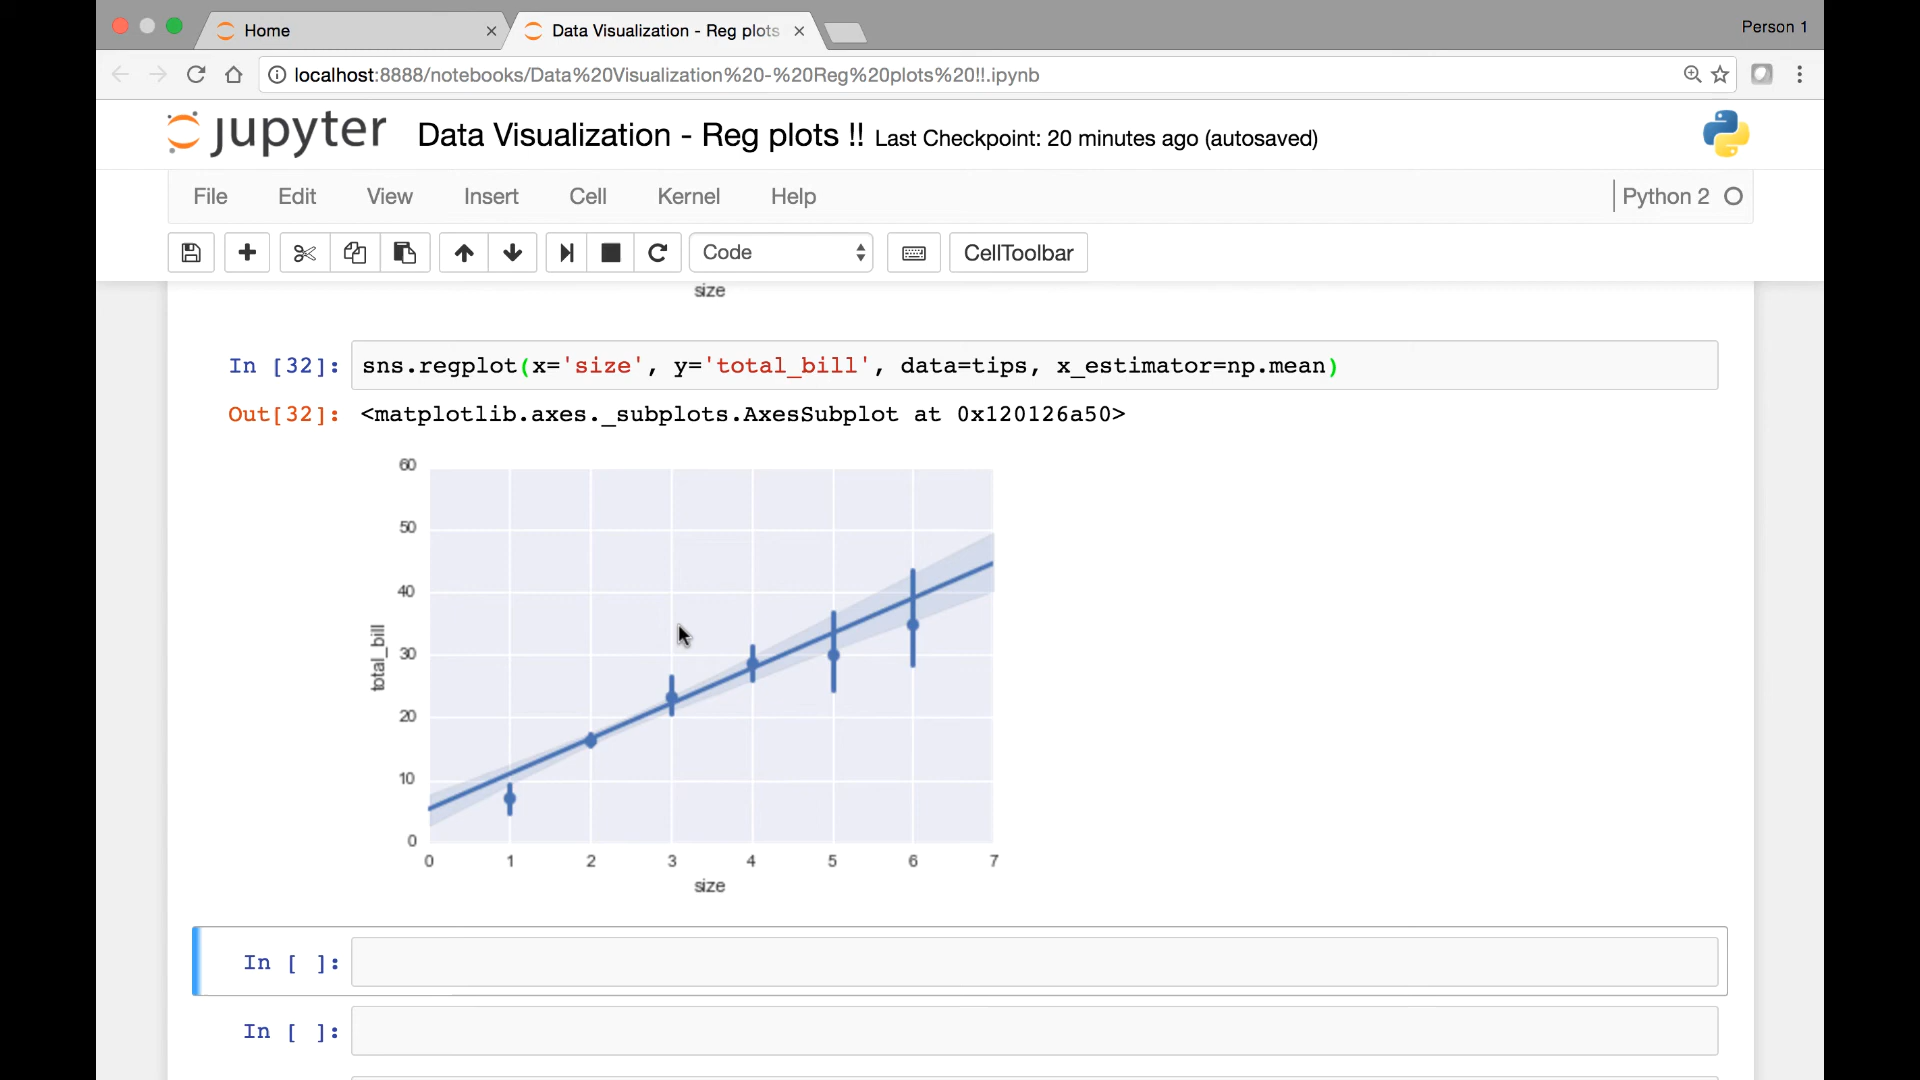 Home
Data Visualization - Reg plots
Person 1
localhost:8888/notebooks/Data%20Visualization%20-%20Reg%20plots%20!!.ipynb
jupyter Data Visualization - Reg plots !! Last Checkpoint: 20 minutes ago (autosaved)
File Edit View Insert Cell Kernel Help Python 2
Code CellToolbar
size
In [32]: sns.regplot(x='size', y='total_bill', data=tips, x_estimator=np.mean)
Out[32]: <matplotlib.axes._subplots.AxesSubplot at 0x120126a50>
60
50
40
30
20
10
0
total_bill
0 1 2 3 4 5 6 7
size
In [ ]:
In [ ]: